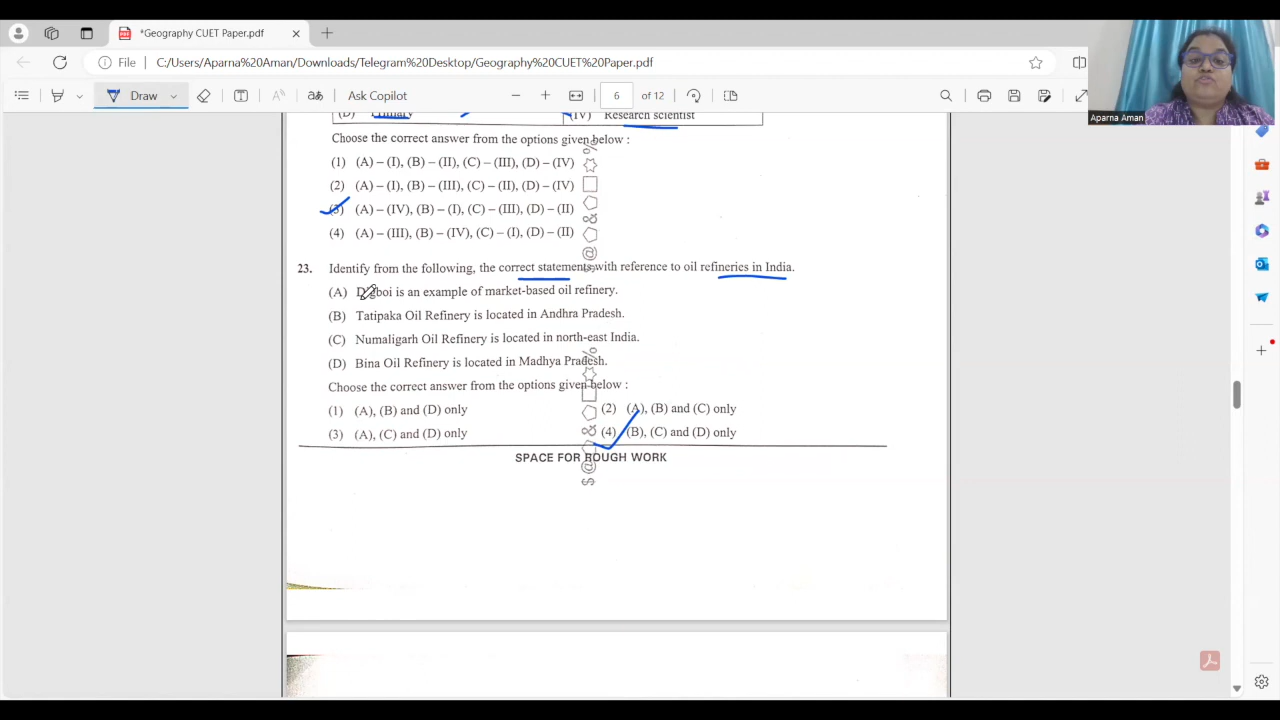 *Geography CUET Paper.pdf
File C:/Users/Aparna%20Aman/Downloads/Telegram%20Desktop/Geography%20CUET%20Paper.pdf
Draw Ask Copilot 6 of 12
Aparna Aman
(D) Primary (IV) Research scientist
Choose the correct answer from the options given below :
(1) (A) – (I), (B) – (II), (C) – (III), (D) – (IV)
(2) (A) – (I), (B) – (III), (C) – (II), (D) – (IV)
(3) (A) – (IV), (B) – (I), (C) – (III), (D) – (II)
(4) (A) – (III), (B) – (IV), (C) – (I), (D) – (II)
23. Identify from the following, the correct statements with reference to oil refineries in India.
(A) Digboi is an example of market-based oil refinery.
(B) Tatipaka Oil Refinery is located in Andhra Pradesh.
(C) Numaligarh Oil Refinery is located in north-east India.
(D) Bina Oil Refinery is located in Madhya Pradesh.
Choose the correct answer from the options given below :
(1) (A), (B) and (D) only (2) (A), (B) and (C) only
(3) (A), (C) and (D) only (4) (B), (C) and (D) only
SPACE FOR ROUGH WORK